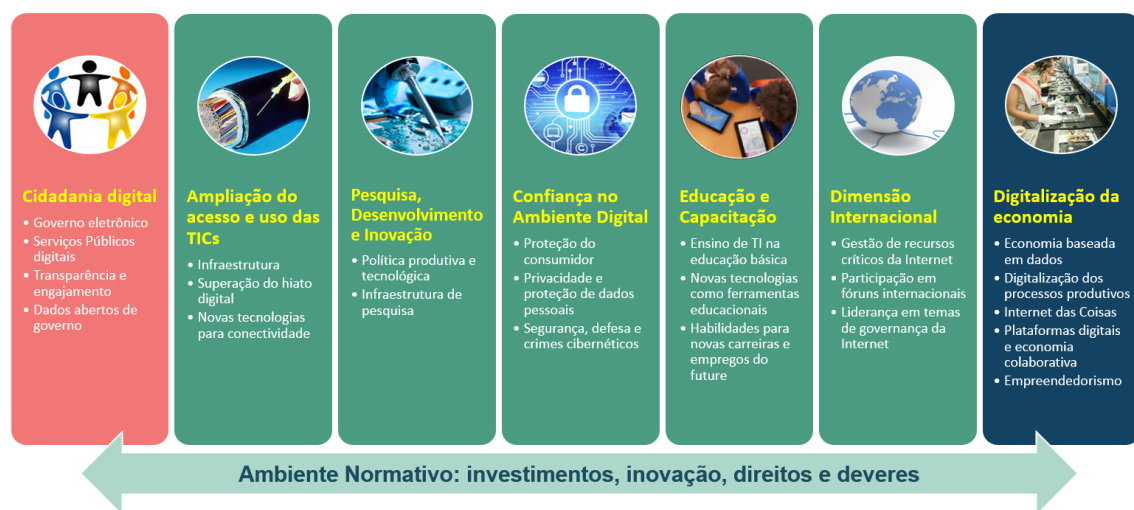 Cidadania digital
• Governo eletrônico
• Serviços Públicos
digitais
• Transparência e
engajamento
• Dados abertos de
governo
Ampliação do
acesso e uso das
TICs
• Infraestrutura
• Superação do hiato
digital
• Novas tecnologias
para conectividade
Pesquisa,
Desenvolvimento
e Inovação
• Política produtiva e
tecnológica
• Infraestrutura de
pesquisa
Confiança no
Ambiente Digital
• Proteção do
consumidor
• Privacidade e
proteção de dados
pessoais
• Segurança, defesa e
crimes cibernéticos
Educação e
Capacitação
• Ensino de TI na
educação básica
• Novas tecnologias
como ferramentas
educacionais
• Habilidades para
novas carreiras e
empregos do
future
Dimensão
Internacional
• Gestão de recursos
críticos da Internet
• Participação em
fóruns internacionais
• Liderança em temas
de governança da
Internet
Digitalização da
economia
• Economia baseada
em dados
• Digitalização dos
processos produtivos
• Internet das Coisas
• Plataformas digitais
e economia
colaborativa
• Empreendedorismo
Ambiente Normativo: investimentos, inovação, direitos e deveres